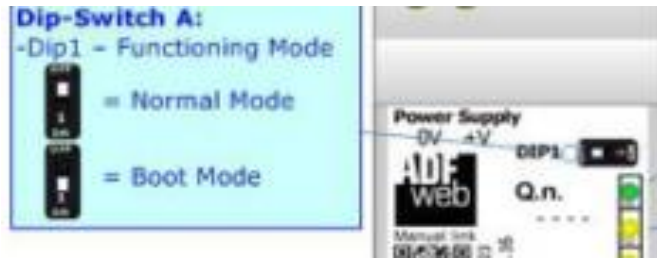 Dip-Switch A:
-Dip1 – Functioning Mode
= Normal Mode
= Boot Mode
Power Supply
0V +V
DIP1
ADF
web
Q.n.
Manual link